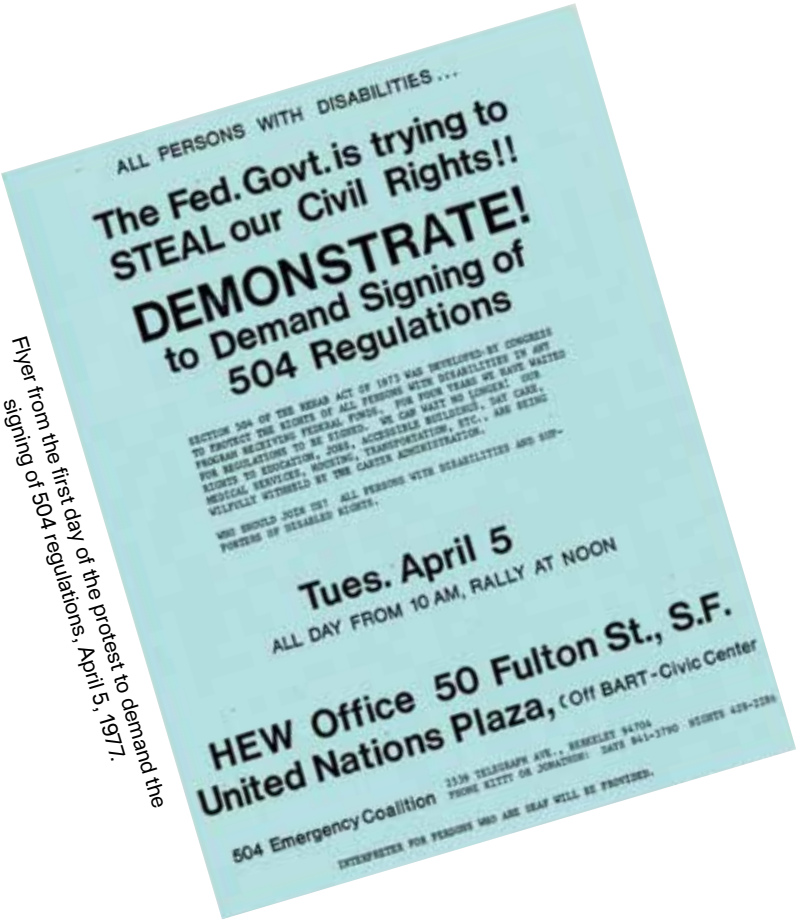 ALL PERSONS WITH DISABILITIES...
The Fed. Govt. is trying to
STEAL our Civil Rights!!
DEMONSTRATE!
to Demand Signing of
504 Regulations
SECTION 504 OF THE REHAB ACT OF 1973 WAS DEVELOPED BY CONGRESS
TO PROTECT THE RIGHTS OF ALL PERSONS WITH DISABILITIES IN ANY
PROGRAM RECEIVING FEDERAL FUNDS. FOR FOUR YEARS WE HAVE WAITED
FOR REGULATIONS TO BE SIGNED. WE CAN WAIT NO LONGER! OUR
RIGHTS TO EDUCATION, JOBS, ACCESSIBLE BUILDINGS, DAY CARE,
MEDICAL SERVICES, HOUSING, TRANSPORTATION, ETC., ARE BEING
WILFULLY WITHHELD BY THE CARTER ADMINISTRATION.
WHO SHOULD JOIN US? ALL PERSONS WITH DISABILITIES AND SUP-
PORTERS OF DISABLED RIGHTS.
Tues. April 5
ALL DAY FROM 10 AM, RALLY AT NOON
HEW Office 50 Fulton St., S.F.
United Nations Plaza, (Off BART-Civic Center
504 Emergency Coalition
2539 TELEGRAPH AVE., BERKELEY 94704
PHONE KITTY OR JONATHON: DAYS 841-3790 NIGHTS 428-2286
INTERPRETER FOR PERSONS WHO ARE DEAF WILL BE PROVIDED.
Flyer from the first day of the protest to demand the
signing of 504 regulations, April 5, 1977.